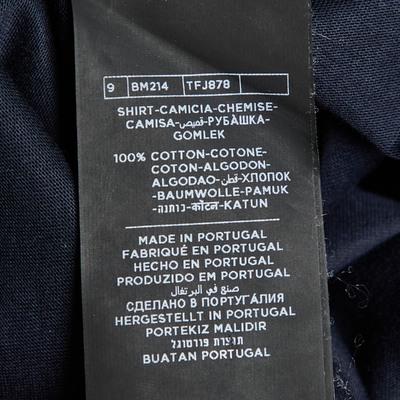 9 BM214 TFJ878
SHIRT-CAMICIA-CHEMISE-
CAMISA-قميص-РУБАШКА-
GOMLEK
100% COTTON-COTONE-
COTON-ALGODON-
ALGODAO-قطن-ХЛОПОК
-BAUMWOLLE-PAMUK
-כותנה-कॉटन-KATUN
MADE IN PORTUGAL
FABRIQUÉ EN PORTUGAL
HECHO EN PORTUGAL
PRODUZIDO EM PORTUGAL
صنع في البرتغال
СДЕЛАНО В ПОРТУГАЛИЯ
HERGESTELLT IN PORTUGAL
PORTEKIZ MALIDIR
תוצרת פורטוגל
BUATAN PORTUGAL